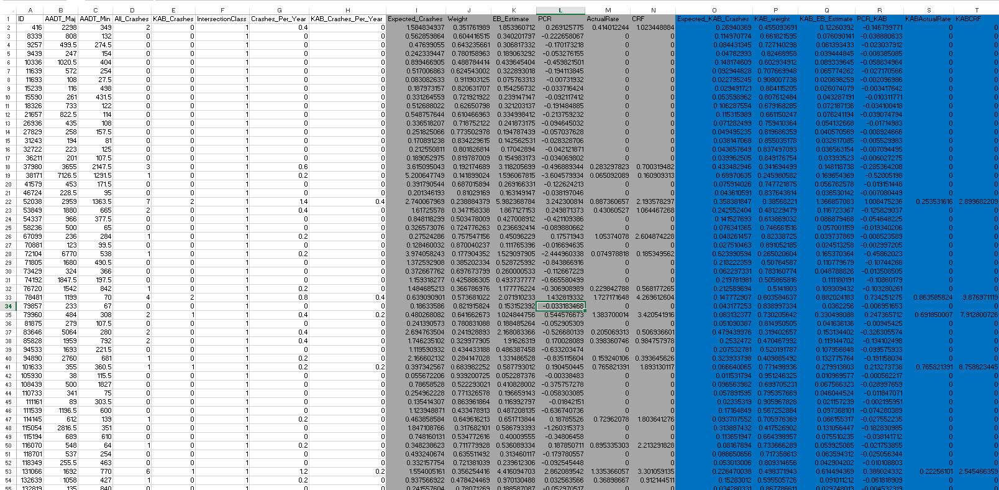 A B C D E F G H I J K L M N O P Q R S T
1 ID AADT_Maj AADT_Min All_Crashes KAB_Crashes IntersectionClass Crashes_Per_Year KAB_Crashes_Per_Year Expected_Crashes Weight EB_Estimate PCR ActualRate CRF Expected_KAB_Crashes KAB_weight KAB_EB_Estimate PCR_KAB KABActualRate KABCRF
2 416 2298 349 2 0 1 0.4 0 1.584834937 0.351761989 1.853960712 0.269125775 0.414012244 1.023448884 0.26940369 0.455093691 0.12260392 -0.146799771 0 0
3 8339 808 132 0 0 1 0 0 0.562859864 0.604416515 0.340201797 -0.222658067 0 0 0.114970774 0.661821595 0.076090141 -0.038880633 0 0
4 9257 499.5 274.5 0 0 1 0 0 0.47699055 0.643235661 0.306817332 -0.170173218 0 0 0.084431345 0.727140298 0.061393433 -0.023037912 0 0
5 9439 247 154 0 0 1 0 0 0.242339447 0.780158963 0.189063292 -0.053276155 0 0 0.04782993 0.82468958 0.039444845 -0.008385085 0 0
6 10336 1020.5 404 0 0 1 0 0 0.899466905 0.488784414 0.439645404 -0.459821501 0 0 0.148174609 0.602934912 0.089339645 -0.058834964 0 0
7 11639 572 254 0 0 1 0 0 0.517006863 0.624543002 0.322893018 -0.194113845 0 0 0.092944828 0.707669948 0.065774262 -0.027170566 0 0
8 11693 108 27.5 0 0 1 0 0 0.083082633 0.911903125 0.075763313 -0.00731932 0 0 0.022795245 0.908007738 0.020698259 -0.002096986 0 0
9 15239 116 498 0 0 1 0 0 0.187973157 0.820631707 0.154256732 -0.033716424 0 0 0.029491721 0.884115205 0.026074079 -0.003417642 0 0
10 15590 261 431.5 0 0 1 0 0 0.331264559 0.721921922 0.239147147 -0.092117412 0 0 0.053598962 0.807612484 0.043287191 -0.010311771 0 0
11 18326 733 122 0 0 1 0 0 0.512688022 0.62650798 0.321203137 -0.191484885 0 0 0.106287554 0.679168285 0.072187136 -0.034100418 0 0
12 21657 822.5 114 0 0 1 0 0 0.548757644 0.610466963 0.334998412 -0.213759232 0 0 0.115315989 0.661150247 0.076241194 -0.039074794 0 0
13 26936 435 108 0 0 1 0 0 0.336518207 0.718752122 0.241873175 -0.094645032 0 0 0.071282499 0.759410364 0.054132668 -0.01714983 0 0
14 27829 258 157.5 0 0 1 0 0 0.251825066 0.773502978 0.194787439 -0.057037628 0 0 0.049495235 0.819686359 0.040570569 -0.008924666 0 0
15 31243 194 81 0 0 1 0 0 0.170891238 0.834229615 0.142562531 -0.028328706 0 0 0.038147068 0.855035178 0.032617085 -0.005529983 0 0
16 32722 223 125 0 0 1 0 0 0.212550811 0.801826814 0.17042894 -0.042121871 0 0 0.043657649 0.837497093 0.036563154 -0.007094495 0 0
17 36211 201 107.5 0 0 1 0 0 0.189052975 0.819787009 0.154983173 -0.034069802 0 0 0.039962505 0.849176754 0.03393523 -0.006027275 0 0
18 37980 3655 2147.5 3 0 1 0.6 0 3.615095043 0.192174689 3.118205699 -0.496889344 0.283297823 0.700319482 0.433482946 0.341694499 0.148118738 -0.285364208 0 0
19 38171 7126.5 1291.5 1 0 1 0.2 0 5.200647749 0.141899024 1.596067815 -3.604579934 0.065092089 0.160909313 0.68970635 0.245980582 0.169654369 -0.52005198 0 0
20 41579 453 171.5 0 0 1 0 0 0.391790544 0.687015894 0.269166331 -0.122624213 0 0 0.075914026 0.747721875 0.056762578 -0.019151448 0 0
21 46724 228.5 95 0 0 1 0 0 0.201346193 0.81029169 0.163149147 -0.038197046 0 0 0.043610591 0.837643814 0.036530142 -0.007080449 0 0
22 52038 2959 1363.5 7 2 1 1.4 0.4 2.740067969 0.238884379 5.982368784 3.242300814 0.887360657 2.193578297 0.358381847 0.38568221 1.366857083 1.008475236 0.253531616 2.899682209
23 53849 1880 665 2 0 1 0.4 0 1.61725578 0.347158338 1.867127153 0.249871373 0.43060527 1.064467268 0.242552404 0.481229479 0.116723367 -0.125829037 0 0
24 54337 966 377.5 0 0 1 0 0 0.848118299 0.503478009 0.427008912 -0.421109386 0 0 0.141527693 0.613869032 0.086879468 -0.054648225 0 0
25 58236 500 65 0 0 1 0 0 0.326573076 0.724776263 0.236692414 -0.089880662 0 0 0.076341365 0.746661516 0.057001159 -0.019340206 0 0
26 67099 236 284 1 0 1 0.2 0 0.27524286 0.757547156 0.45096229 0.17571943 1.05374078 2.604874228 0.048261457 0.82338725 0.039737869 -0.008523589 0 0
27 70881 123 99.5 0 0 1 0 0 0.128460032 0.870040237 0.111765396 -0.016694635 0 0 0.027510463 0.891052185 0.024513258 -0.002997205 0 0
28 72104 6770 538 1 0 1 0.2 0 3.974058243 0.177904352 1.529097905 -2.444960338 0.074978818 0.185349562 0.623990594 0.265020604 0.165370364 -0.45862023 0 0
29 71805 1680 490.5 0 0 1 0 0 1.372592908 0.385202334 0.528725992 -0.843866916 0 0 0.218222359 0.50764587 0.110779679 -0.10744268 0 0
30 73429 324 366 0 0 1 0 0 0.372667762 0.697673799 0.260000533 -0.112667229 0 0 0.062297331 0.783160774 0.048788826 -0.013508505 0 0
31 74192 1847.5 197.5 0 0 1 0 0 1.159318277 0.425886305 0.493737777 -0.665580499 0 0 0.219781981 0.505865816 0.111180191 -0.10860179 0 0
32 76720 1542 842 1 0 1 0.2 0 1.484685213 0.366786976 1.177776224 -0.306908989 0.229842788 0.568177265 0.212589694 0.5141803 0.109309432 -0.103280261 0 0
33 78481 1199 70 4 2 1 0.8 0.4 0.639090901 0.573681022 2.071910233 1.432819332 1.727171648 4.269612604 0.147772907 0.603584637 0.882024183 0.734251275 0.863585824 9.876971119
34 79857 233 67 0 0 1 0 0 0.18633586 0.821915824 0.153152392 -0.033183468 0 0 0.043177253 0.838997334 0.0362256 -0.006951653 0 0
35 79960 484 308 2 1 1 0.4 0.2 0.480268082 0.641662673 1.024844756 0.544576673 1.383700014 3.420541916 0.083132377 0.730205642 0.330498088 0.247365712 0.691850007 7.912800726
36 81875 279 107.5 0 0 1 0 0 0.241390573 0.780831088 0.188485264 -0.052905309 0 0 0.051090387 0.814950505 0.041636136 -0.00945425 0 0
37 83646 5064 280 2 0 1 0.4 0 2.694763504 0.241928893 2.168083366 -0.526680139 0.205069313 0.506936601 0.479439976 0.319402657 0.153134402 -0.326305574 0 0
38 85828 1959 792 2 0 1 0.4 0 1.746235102 0.329977905 1.91626319 0.170028089 0.398360746 0.984757978 0.2532472 0.470467992 0.119144702 -0.134102498 0 0
39 94533 1693 221.5 0 0 1 0 0 1.119590932 0.434433188 0.486387458 -0.633203474 0 0 0.207532781 0.520191787 0.107956848 -0.099575933 0 0
40 94890 2760 681 1 0 1 0.2 0 2.166602132 0.284147028 1.331486528 -0.835115604 0.159240106 0.393645626 0.323933798 0.409885492 0.132775764 -0.191158034 0 0
41 101633 355 360.5 1 1 1 0.2 0.2 0.397342567 0.683982252 0.587793012 0.190450445 0.765821391 1.893130117 0.066640065 0.771498936 0.279913803 0.213273738 0.765821391 8.758823445
42 105930 38 115.5 0 0 1 0 0 0.055672206 0.939200725 0.052287376 -0.00338483 0 0 0.011531794 0.951246325 0.010969577 -0.000562217 0 0
43 108439 500 1827 0 0 1 0 0 0.78658528 0.522293021 0.410828002 -0.375757278 0 0 0.096563982 0.699705231 0.067566323 -0.028997659 0 0
44 110733 341 75 0 0 1 0 0 0.254962228 0.771326578 0.196659143 -0.058303085 0 0 0.057891595 0.795357669 0.046044524 -0.011847071 0 0
45 111161 89 303.5 0 0 1 0 0 0.135414307 0.863961864 0.116992797 -0.01842151 0 0 0.02335319 0.905967828 0.021157239 -0.002195951 0 0
46 111539 1196.5 600 0 0 1 0 0 1.123948871 0.433478913 0.487208135 -0.636740736 0 0 0.17164849 0.567252884 0.097368101 -0.074280389 0 0
47 114145 612 139 1 0 1 0.2 0 0.463858584 0.649616213 0.651713844 0.18785526 0.72962078 1.803641276 0.093707552 0.705976369 0.066155317 -0.027552235 0 0
48 115054 2816.5 351 0 0 1 0 0 1.847108766 0.317682101 0.586793393 -1.260315373 0 0 0.313887432 0.417526902 0.131056447 -0.182830985 0 0
49 115194 689 610 0 0 1 0 0 0.748160131 0.534772616 0.40009555 -0.34806458 0 0 0.113651947 0.664398957 0.075510235 -0.038141712 0 0
50 116070 548 64 1 0 1 0.2 0 0.348238623 0.711779928 0.536089334 0.187850711 0.895335303 2.213291828 0.08167894 0.733666289 0.059925085 -0.021753855 0 0
51 118701 537 254 0 0 1 0 0 0.493240674 0.635511492 0.313460117 -0.179780557 0 0 0.088650656 0.717358613 0.063594312 -0.025056344 0 0
52 118349 255.5 463 0 0 1 0 0 0.332157754 0.721381039 0.239612306 -0.092545448 0 0 0.053013006 0.809314656 0.042904202 -0.010108803 0 0
53 131066 1692 770 6 1 1 1.2 0.2 1.554005161 0.356254416 4.416094703 2.862089542 1.335366057 3.301059135 0.226470038 0.498371943 0.614494369 0.388024332 0.22256101 2.545466359
54 132639 1058 427 1 0 1 0.2 0 0.937566922 0.478424469 0.970130488 0.032563566 0.36898667 0.912144511 0.15283012 0.595505726 0.091011212 -0.061818909 0 0